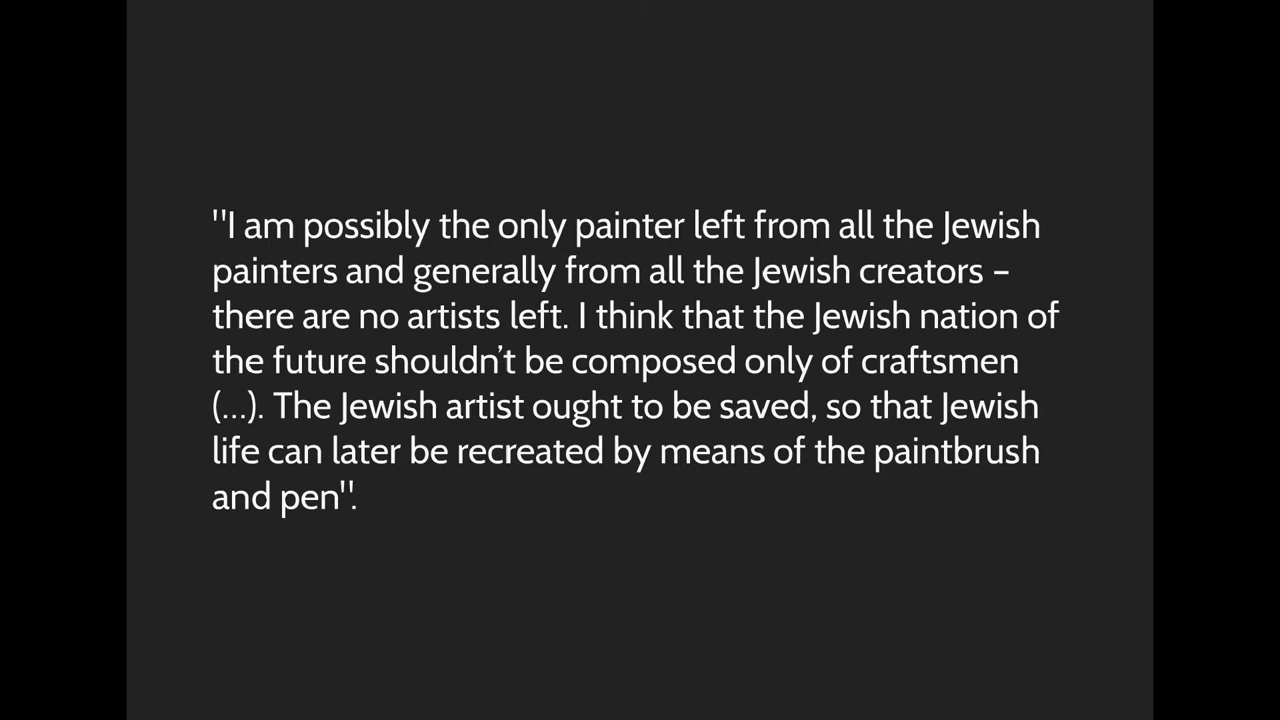 "I am possibly the only painter left from all the Jewish
painters and generally from all the Jewish creators –
there are no artists left. I think that the Jewish nation of
the future shouldn’t be composed only of craftsmen
(...). The Jewish artist ought to be saved, so that Jewish
life can later be recreated by means of the paintbrush
and pen".